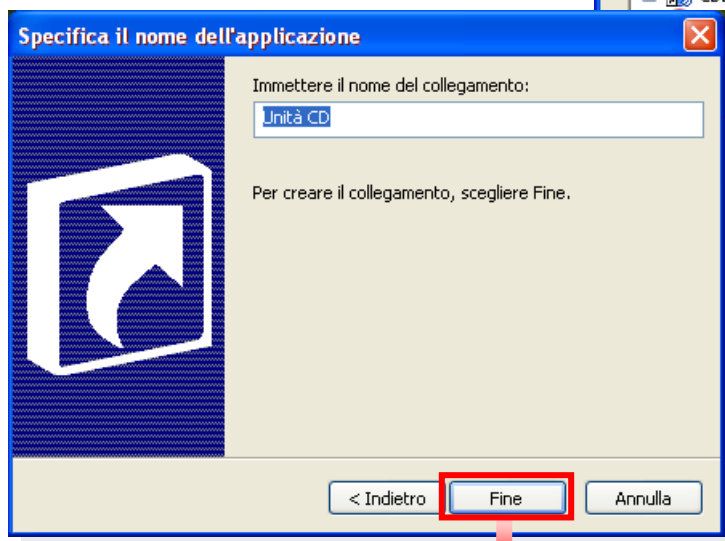 Specifica il nome dell'applicazione
Immettere il nome del collegamento:
Unità CD
Per creare il collegamento, scegliere Fine.
< Indietro
Fine
Annulla